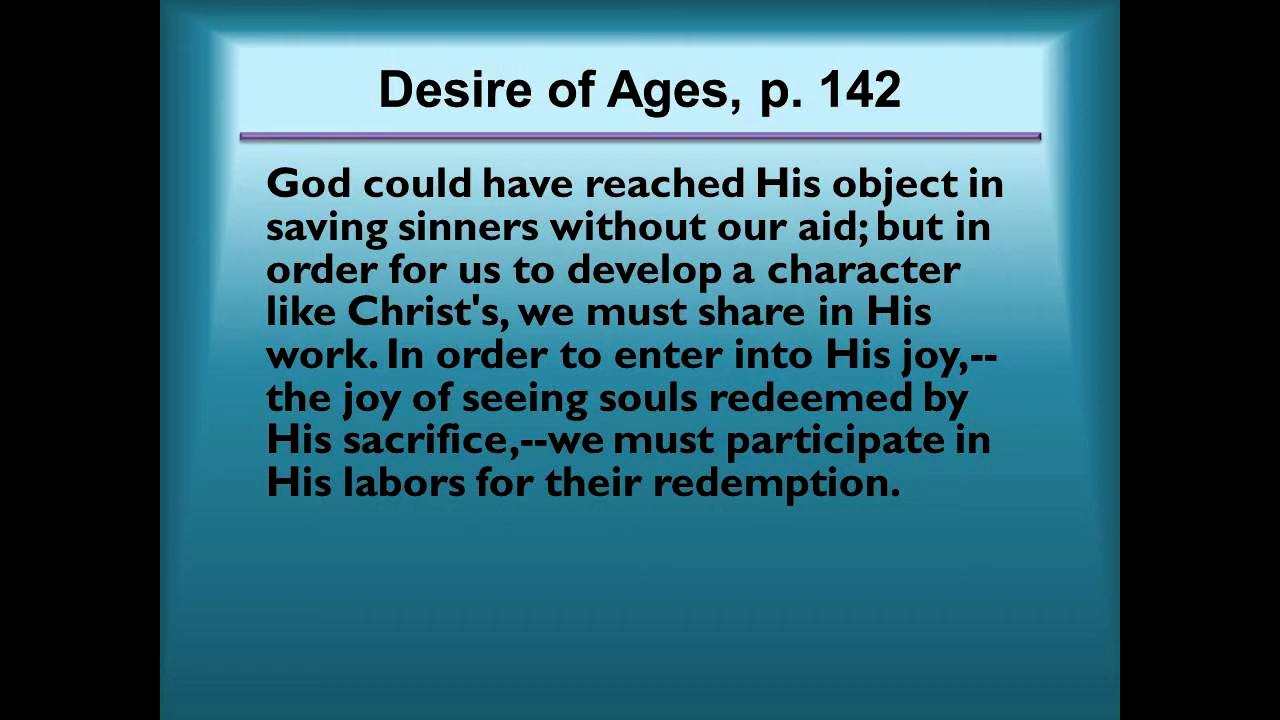 Desire of Ages, p. 142
God could have reached His object in
saving sinners without our aid; but in
order for us to develop a character
like Christ's, we must share in His
work. In order to enter into His joy,--
the joy of seeing souls redeemed by
His sacrifice,--we must participate in
His labors for their redemption.